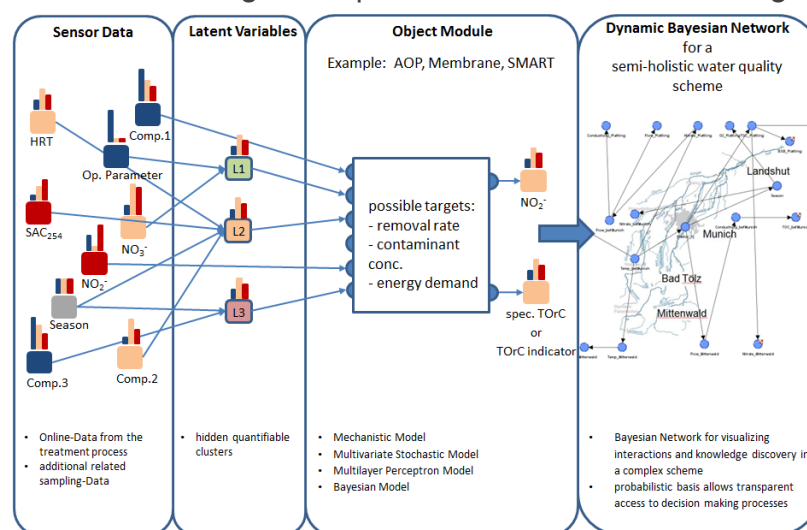 Sensor Data
HRT
Comp.1
Op. Parameter
SAC254
NO3-
NO2-
Season
Comp.3
Comp.2
• Online-Data from the
treatment process
• additional related
sampling-Data
Latent Variables
L1
L2
L3
• hidden quantifiable
clusters
Object Module
Example: AOP, Membrane, SMART
possible targets:
- removal rate
- contaminant
conc.
- energy demand
NO2-
spec. TOrC
or
TOrC indicator
• Mechanistic Model
• Multivariate Stochastic Model
• Multilayer Perceptron Model
• Bayesian Model
Dynamic Bayesian Network
for a
semi-holistic water quality
scheme
Landshut
Season
Munich
Bad Tölz
Mittenwald
• Bayesian Network for visualizing
interactions and knowledge discovery in
a complex scheme
• probabilistic basis allows transparent
access to decision making processes